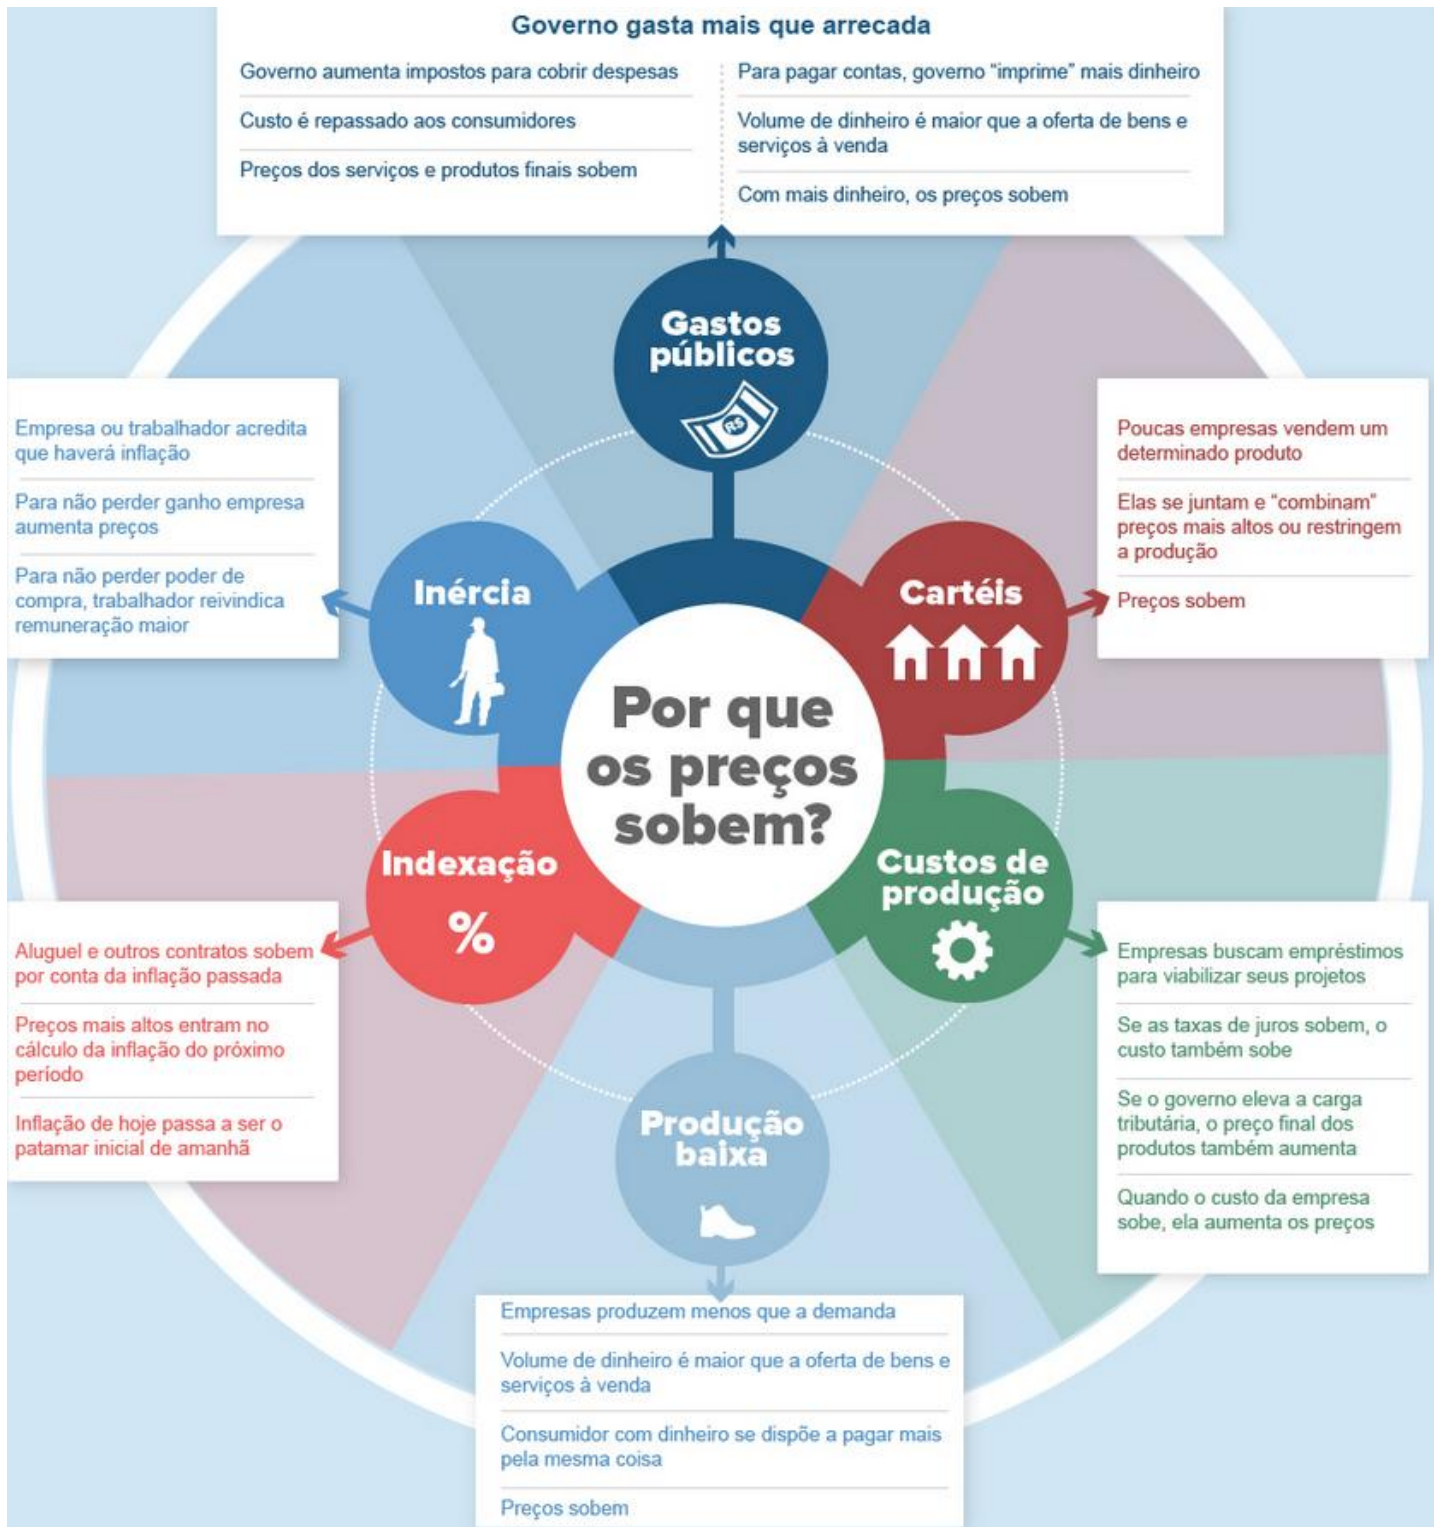 Governo gasta mais que arrecada
Governo aumenta impostos para cobrir despesas
Custo é repassado aos consumidores
Preços dos serviços e produtos finais sobem
Para pagar contas, governo “imprime” mais dinheiro
Volume de dinheiro é maior que a oferta de bens e
serviços à venda
Com mais dinheiro, os preços sobem
Gastos
públicos
R$
Empresa ou trabalhador acredita
que haverá inflação
Para não perder ganho empresa
aumenta preços
Para não perder poder de
compra, trabalhador reivindica
remuneração maior
Inércia
Cartéis
Poucas empresas vendem um
determinado produto
Elas se juntam e “combinam”
preços mais altos ou restringem
a produção
Preços sobem
Por que
os preços
sobem?
Indexação
%
Aluguel e outros contratos sobem
por conta da inflação passada
Preços mais altos entram no
cálculo da inflação do próximo
período
Inflação de hoje passa a ser o
patamar inicial de amanhã
Custos de
produção
Empresas buscam empréstimos
para viabilizar seus projetos
Se as taxas de juros sobem, o
custo também sobe
Se o governo eleva a carga
tributária, o preço final dos
produtos também aumenta
Quando o custo da empresa
sobe, ela aumenta os preços
Produção
baixa
Empresas produzem menos que a demanda
Volume de dinheiro é maior que a oferta de bens e
serviços à venda
Consumidor com dinheiro se dispõe a pagar mais
pela mesma coisa
Preços sobem